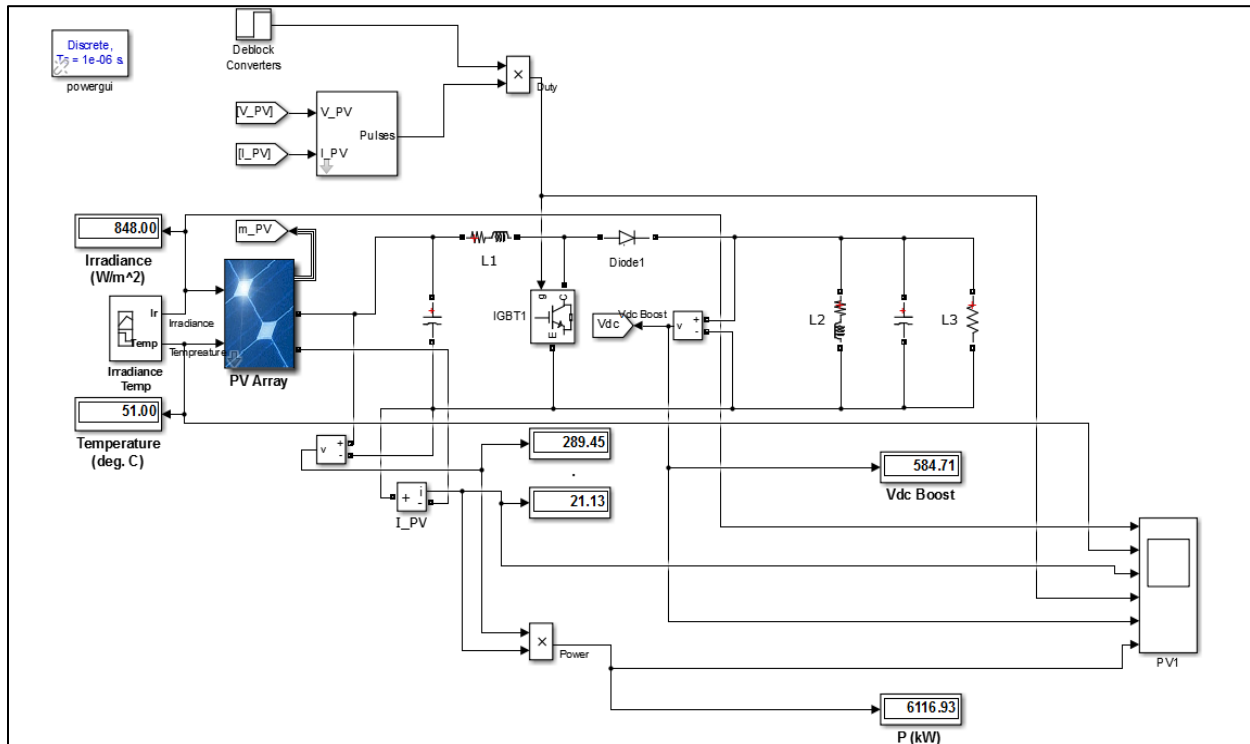 Discrete,
Ts = 1e-06 s.
powergui
Deblock
Converters
×
Duty
[V_PV]
V_PV
Pulses
[I_PV]
I_PV
848.00
Irradiance
(W/m^2)
m_PV
L1
Diode1
g
C
IGBT1
E
Vdc
Vdc Boost
v
+
-
L2
L3
Ir
Irradiance
Temp
Tempreature
Irradiance
Temp
PV Array
51.00
Temperature
(deg. C)
v
+
-
289.45
.
21.13
+
i
-
I_PV
584.71
Vdc Boost
×
Power
PV1
6116.93
P (kW)